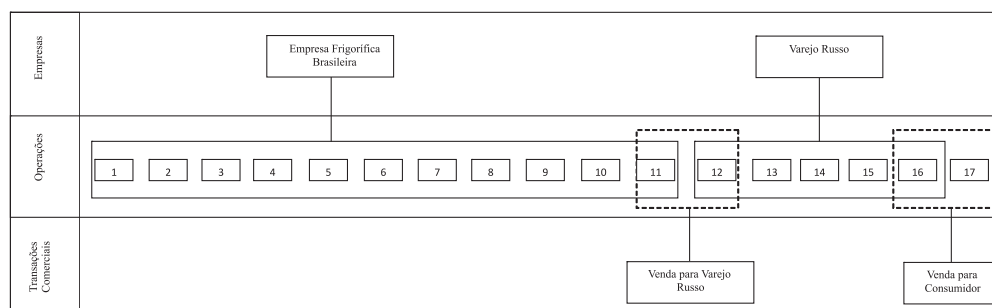 Empresas
Empresa Frigorífica
Brasileira
Varejo Russo
Operações
1 2 3 4 5 6 7 8 9 10 11 12 13 14 15 16 17
Transações
Comerciais
Venda para Varejo
Russo
Venda para
Consumidor